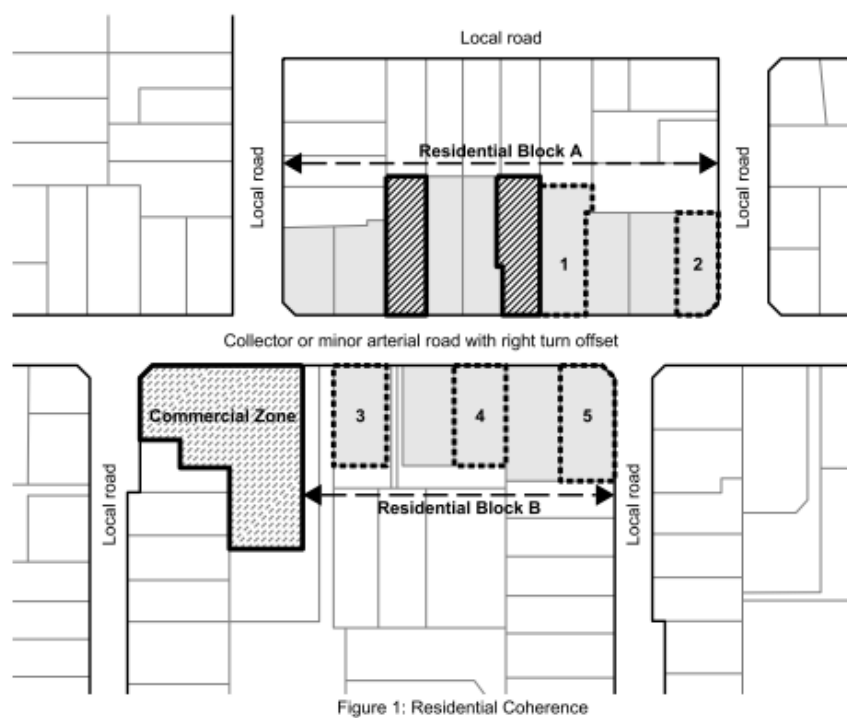 Local road
Residential Block A
Local road
Local road
1
2
Collector or minor arterial road with right turn offset
Commercial Zone
3
4
5
Residential Block B
Local road
Local road
Figure 1: Residential Coherence